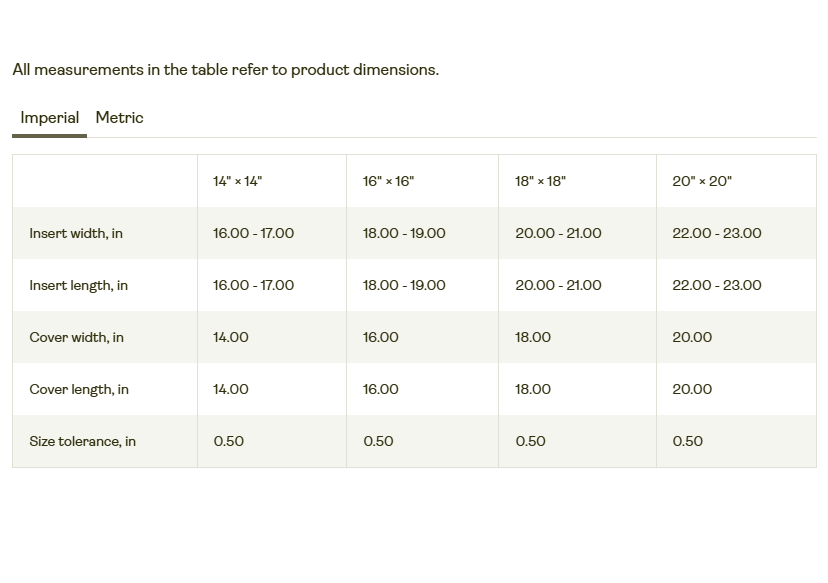 All measurements in the table refer to product dimensions.
Imperial Metric
14" × 14" 16" × 16" 18" × 18" 20" × 20"
Insert width, in 16.00 - 17.00 18.00 - 19.00 20.00 - 21.00 22.00 - 23.00
Insert length, in 16.00 - 17.00 18.00 - 19.00 20.00 - 21.00 22.00 - 23.00
Cover width, in 14.00 16.00 18.00 20.00
Cover length, in 14.00 16.00 18.00 20.00
Size tolerance, in 0.50 0.50 0.50 0.50